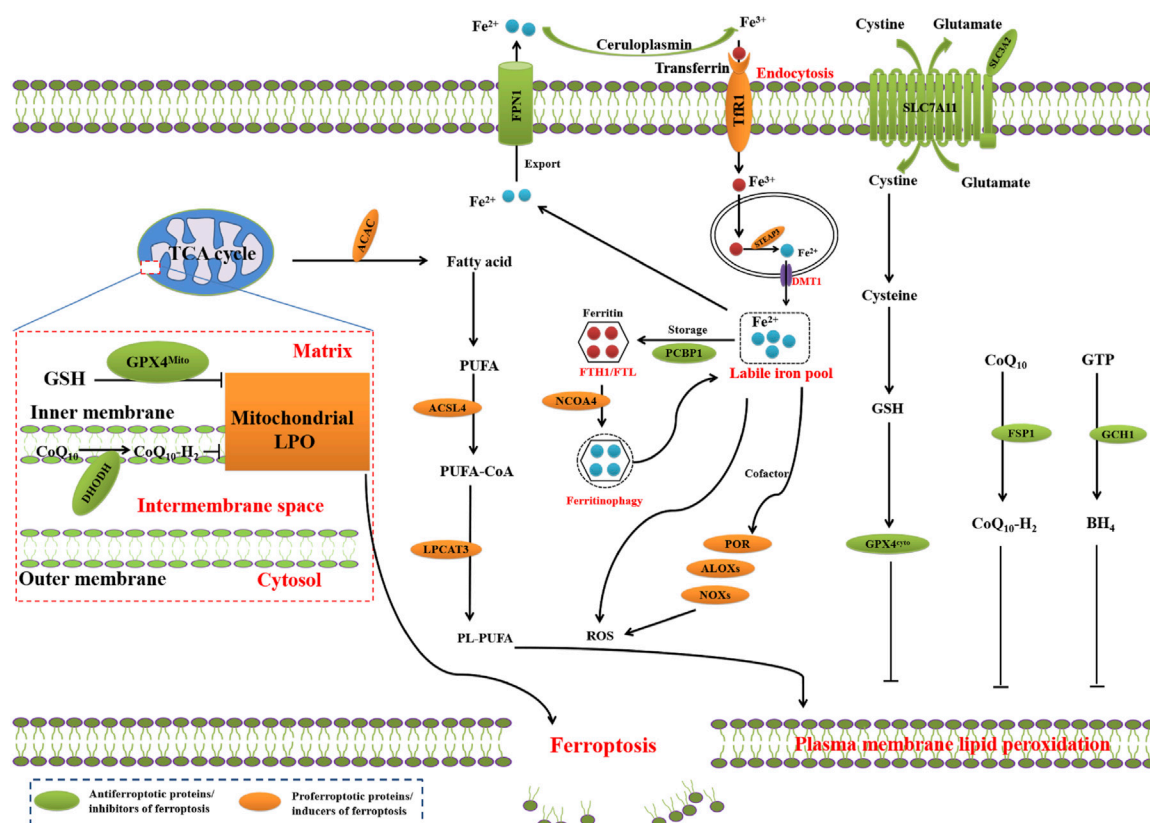 Fe²⁺
Ceruloplasmin
Fe³⁺
Transferrin
Endocytosis
Cystine
Glutamate
SLC3A2
FPN1
TfR1
SLC7A11
Export
Fe²⁺
Fe³⁺
Cystine
Glutamate
STEAP3
Fe²⁺
DMT1
TCA cycle
ACAC
Fatty acid
Cysteine
Ferritin
Storage
PCBP1
Fe²⁺
FTH1/FTL
Labile iron pool
Matrix
GPX4ᴹⁱᵗᵒ
GSH
Inner membrane
Mitochondrial
LPO
CoQ₁₀
CoQ₁₀-H₂
DHODH
Intermembrane space
Outer membrane
Cytosol
PUFA
ACSL4
PUFA-CoA
LPCAT3
PL-PUFA
NCOA4
Ferritinophagy
Cofactor
POR
ALOXs
NOXs
ROS
GSH
GPX4ᶜʸᵗᵒ
CoQ₁₀
FSP1
CoQ₁₀-H₂
GTP
GCH1
BH₄
Ferroptosis
Plasma membrane lipid peroxidation
Antiferroptotic proteins/
inhibitors of ferroptosis
Proferroptotic proteins/
inducers of ferroptosis